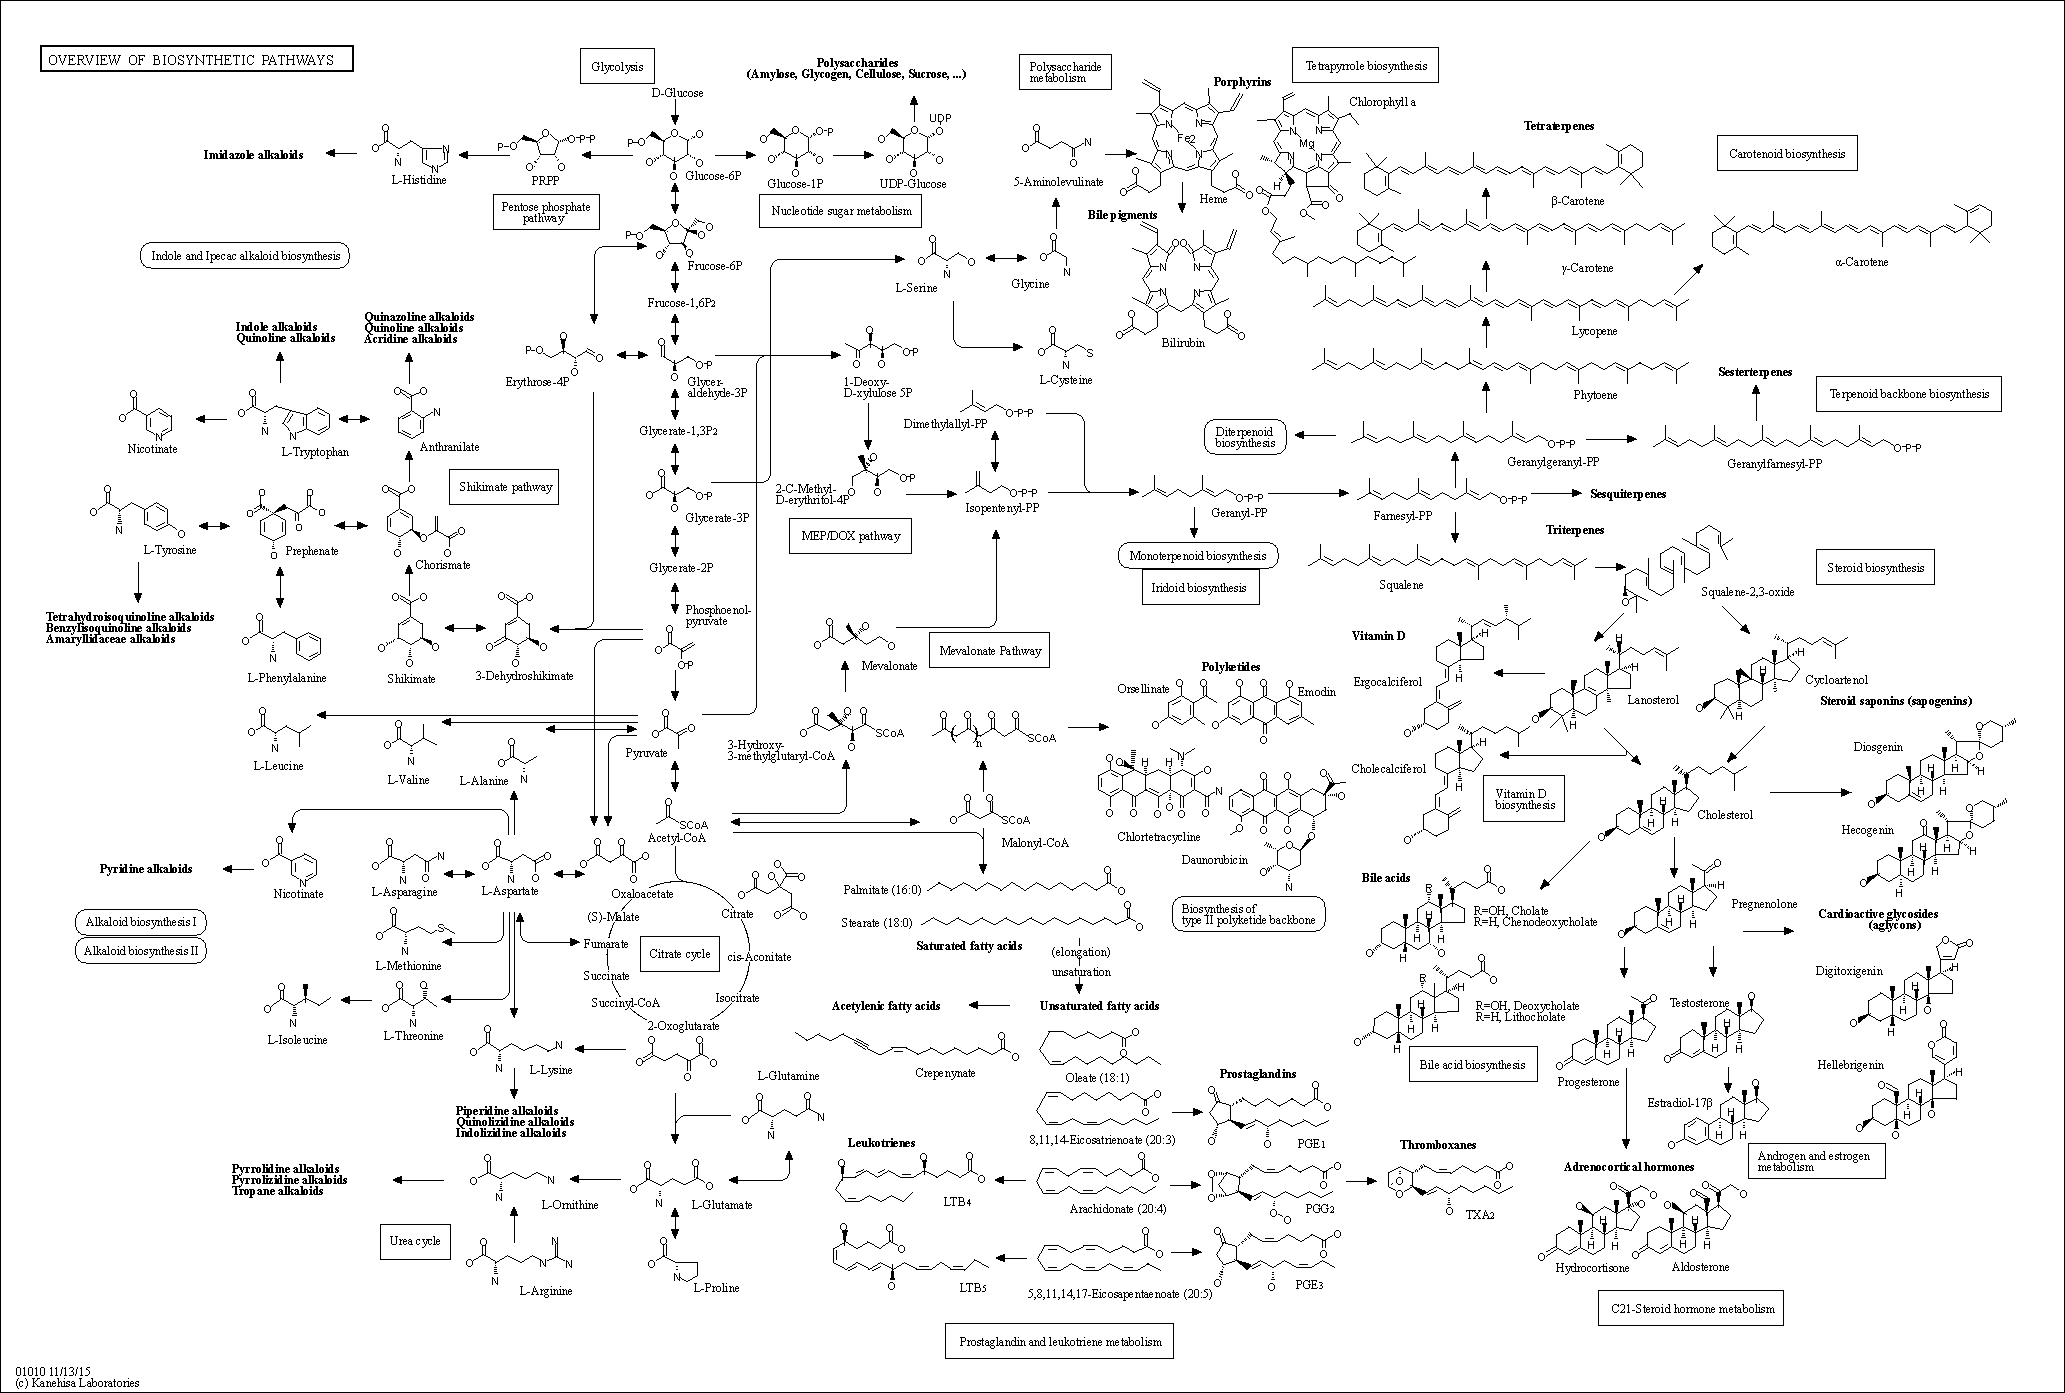 OVERVIEW OF BIOSYNTHETIC PATHWAYS
Glycolysis
Polysaccharides
(Amylose, Glycogen, Cellulose, Sucrose, ...)
Polysaccharide
metabolism
Tetrapyrrole biosynthesis
Porphyrins
Chlorophyll a
D-Glucose
UDP
Tetraterpenes
Carotenoid biosynthesis
Imidazole alkaloids
L-Histidine
PRPP
Glucose-6P
Glucose-1P
UDP-Glucose
5-Aminolevulinate
Fe2
Mg
Heme
β-Carotene
Pentose phosphate
pathway
Nucleotide sugar metabolism
Bile pigments
Indole and Ipecac alkaloid biosynthesis
Frucose-6P
L-Serine
Glycine
γ-Carotene
α-Carotene
Frucose-1,6P2
Bilirubin
Lycopene
Indole alkaloids
Quinoline alkaloids
Quinazoline alkaloids
Quinoline alkaloids
Acridine alkaloids
Erythrose-4P
Glycer-
aldehyde-3P
1-Deoxy-
D-xylulose 5P
L-Cysteine
Phytoene
Sesterterpenes
Terpenoid backbone biosynthesis
Nicotinate
L-Tryptophan
Anthranilate
Glycerate-1,3P2
Dimethylallyl-PP
Diterpenoid
biosynthesis
Geranylgeranyl-PP
Geranylfarnesyl-PP
Shikimate pathway
Glycerate-3P
2-C-Methyl-
D-erythrifol-4P
Isopentenyl-PP
Geranyl-PP
Farnesyl-PP
Sesquiterpenes
L-Tyrosine
Prephenate
Chorismate
MEP/DOX pathway
Monoterpenoid biosynthesis
Iridoid biosynthesis
Triterpenes
Squalene
Squalene-2,3-oxide
Steroid biosynthesis
Glycerate-2P
Tetrahydroisoquinoline alkaloids
Benzylisoquinoline alkaloids
Amaryllidaceae alkaloids
Phosphoenol-
pyruvate
L-Phenylalanine
Shikimate
3-Dehydroshikimate
Mevalonate
Mevalonate Pathway
Vitamin D
Ergocalciferol
Lanosterol
Cycloartenol
Polyketides
Orsellinate
Emodin
Steroid saponins (sapogenins)
L-Leucine
L-Valine
L-Alanine
Pyruvate
3-Hydroxy-
3-methylglutaryl-CoA
SCoA
n
SCoA
Cholecalciferol
Vitamin D
biosynthesis
Diosgenin
Cholesterol
Hecogenin
SCoA
Acetyl-CoA
SCoA
Malonyl-CoA
Chlortetracycline
Daunorubicin
Pyridine alkaloids
Nicotinate
L-Asparagine
L-Aspartate
Oxaloacetate
Palmitate (16:0)
Stearate (18:0)
Saturated fatty acids
Biosynthesis of
type II polyketide backbone
Bile acids
R=OH, Cholate
R=H, Chenodeoxycholate
Pregnenolone
Cardioactive glycosides
(aglycons)
Alkaloid biosynthesis I
Alkaloid biosynthesis II
L-Methionine
(S)-Malate
Fumarate
Succinate
Succinyl-CoA
2-Oxoglutarate
Citrate cycle
Citrate
cis-Aconitate
Isocitrate
(elongation)
unsaturation
Digitoxigenin
L-Isoleucine
L-Threonine
Acetylenic fatty acids
Unsaturated fatty acids
R=OH, Deoxycholate
R=H, Lithocholate
Testosterone
L-Lysine
Crepenynate
Oleate (18:1)
Bile acid biosynthesis
Progesterone
Hellebrigenin
L-Glutamine
Prostaglandins
Estradiol-17β
Piperidine alkaloids
Quinolizidine alkaloids
Indolizidine alkaloids
8,11,14-Eicosatrienoate (20:3)
PGE1
Leukotrienes
Thromboxanes
Androgen and estrogen
metabolism
Pyrrolidine alkaloids
Pyrrolizidine alkaloids
Tropane alkaloids
L-Ornithine
L-Glutamate
LTB4
Arachidonate (20:4)
PGG2
TXA2
Adrenocortical hormones
Urea cycle
L-Arginine
L-Proline
LTB5
5,8,11,14,17-Eicosapentaenoate (20:5)
PGE3
Hydrocortisone
Aldosterone
C21-Steroid hormone metabolism
Prostaglandin and leukotriene metabolism
01010 11/13/15
(c) Kanehisa Laboratories